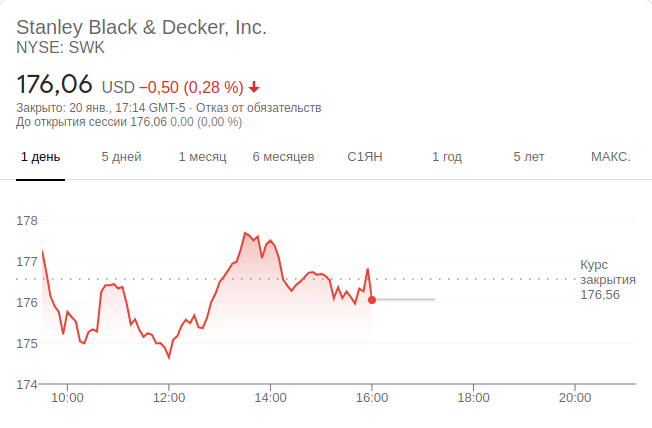 Stanley Black & Decker, Inc.
NYSE: SWK
176,06 USD −0,50 (0,28 %)
Закрыто: 20 янв., 17:14 GMT-5 · Отказ от обязательств
До открытия сессии 176,06 0,00 (0,00 %)
1 день 5 дней 1 месяц 6 месяцев С1ЯН 1 год 5 лет МАКС.
178
177
176
175
174
Курс
закрытия
176,56
10:00 12:00 14:00 16:00 18:00 20:00